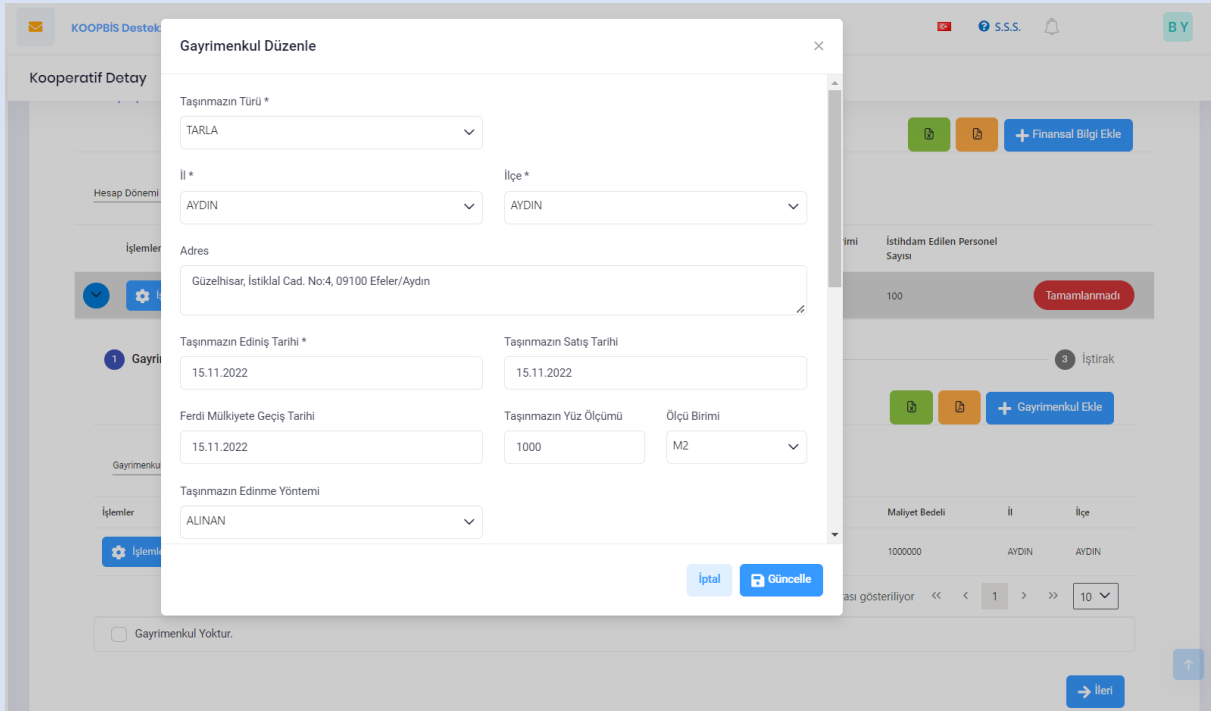 KOOPBİS Destek
S.S.S.
B Y
Kooperatif Detay
Gayrimenkul Düzenle
Taşınmazın Türü *
TARLA
Finansal Bilgi Ekle
İl *
İlçe *
Hesap Dönemi
AYDIN
AYDIN
İşlemler
Adres
İstihdam Edilen Personel
Sayısı
Güzelhisar, İstiklal Cad. No:4, 09100 Efeler/Aydın
100
Tamamlanmadı
Taşınmazın Ediniş Tarihi *
Taşınmazın Satış Tarihi
1
3
İştirak
15.11.2022
15.11.2022
Gayrimenkul Ekle
Ferdi Mülkiyete Geçiş Tarihi
Taşınmazın Yüz Ölçümü
Ölçü Birimi
15.11.2022
1000
M2
Taşınmazın Edinme Yöntemi
ALINAN
İşlemler
Maliyet Bedeli
İl
İlçe
1000000
AYDIN
AYDIN
İptal
Güncelle
gösteriliyor
1
10
Gayrimenkul Yoktur.
İleri